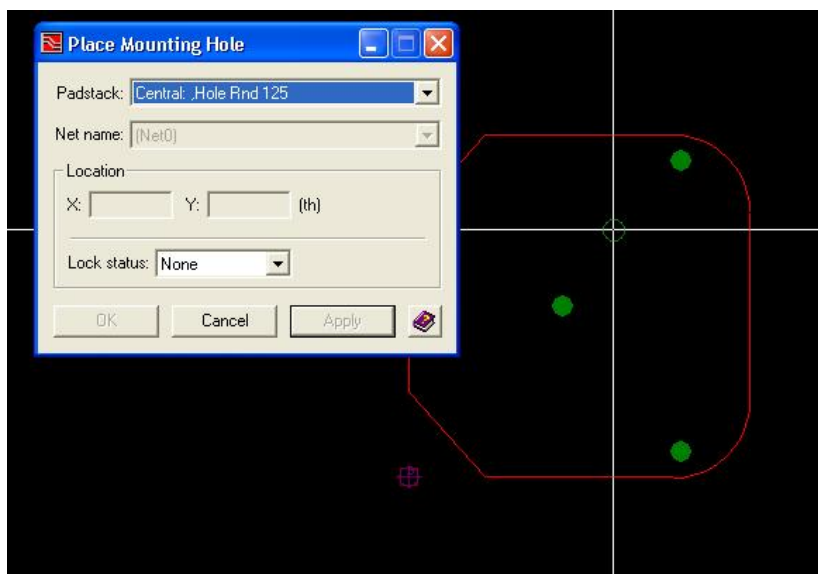 Place Mounting Hole
Padstack: Central: ,Hole Rnd 125
Net name: (Net0)
Location
X: Y: (th)
Lock status: None
OK Cancel Apply